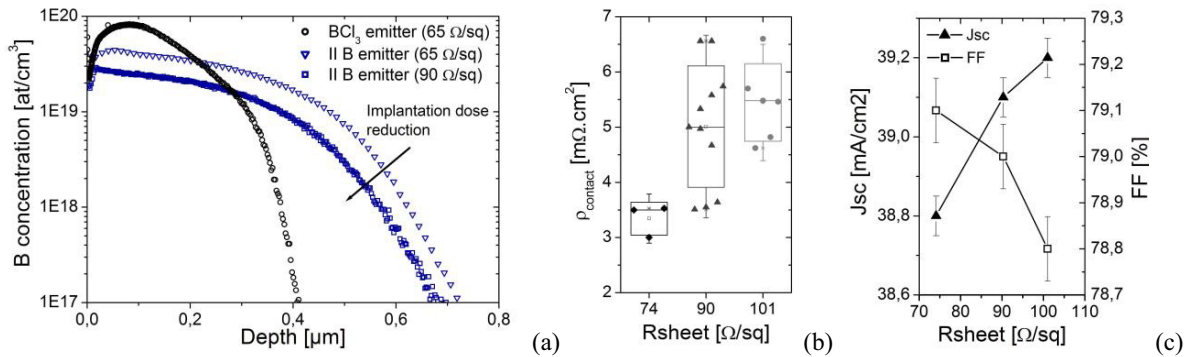 1E20
1E19
1E18
1E17
B concentration [at/cm³]
BCl₃ emitter (65 Ω/sq)
II B emitter (65 Ω/sq)
II B emitter (90 Ω/sq)
Implantation dose
reduction
0,0 0,2 0,4 0,6 0,8
Depth [µm]
(a)
7
6
5
4
3
2
ρcontact [mΩ.cm²]
74 90 101
Rsheet [Ω/sq]
(b)
39,2
39,0
38,8
38,6
Jsc [mA/cm2]
Jsc
FF
79,3
79,2
79,1
79,0
78,9
78,8
78,7
FF [%]
70 80 90 100 110
Rsheet [Ω/sq]
(c)